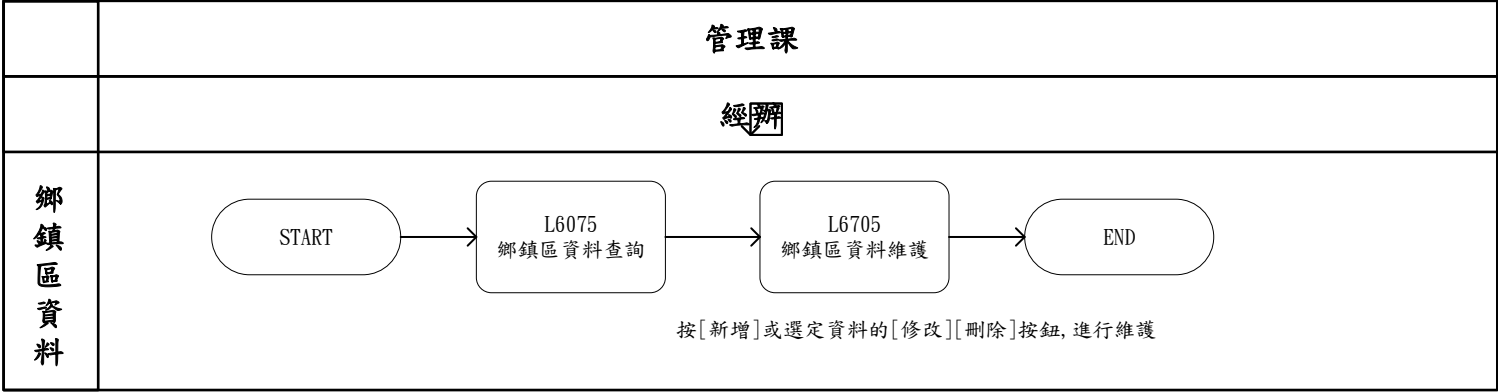 管理課
經辦
鄉鎮區資料
START
L6075
鄉鎮區資料查詢
L6705
鄉鎮區資料維護
END
按[新增]或選定資料的[修改][刪除]按鈕,進行維護